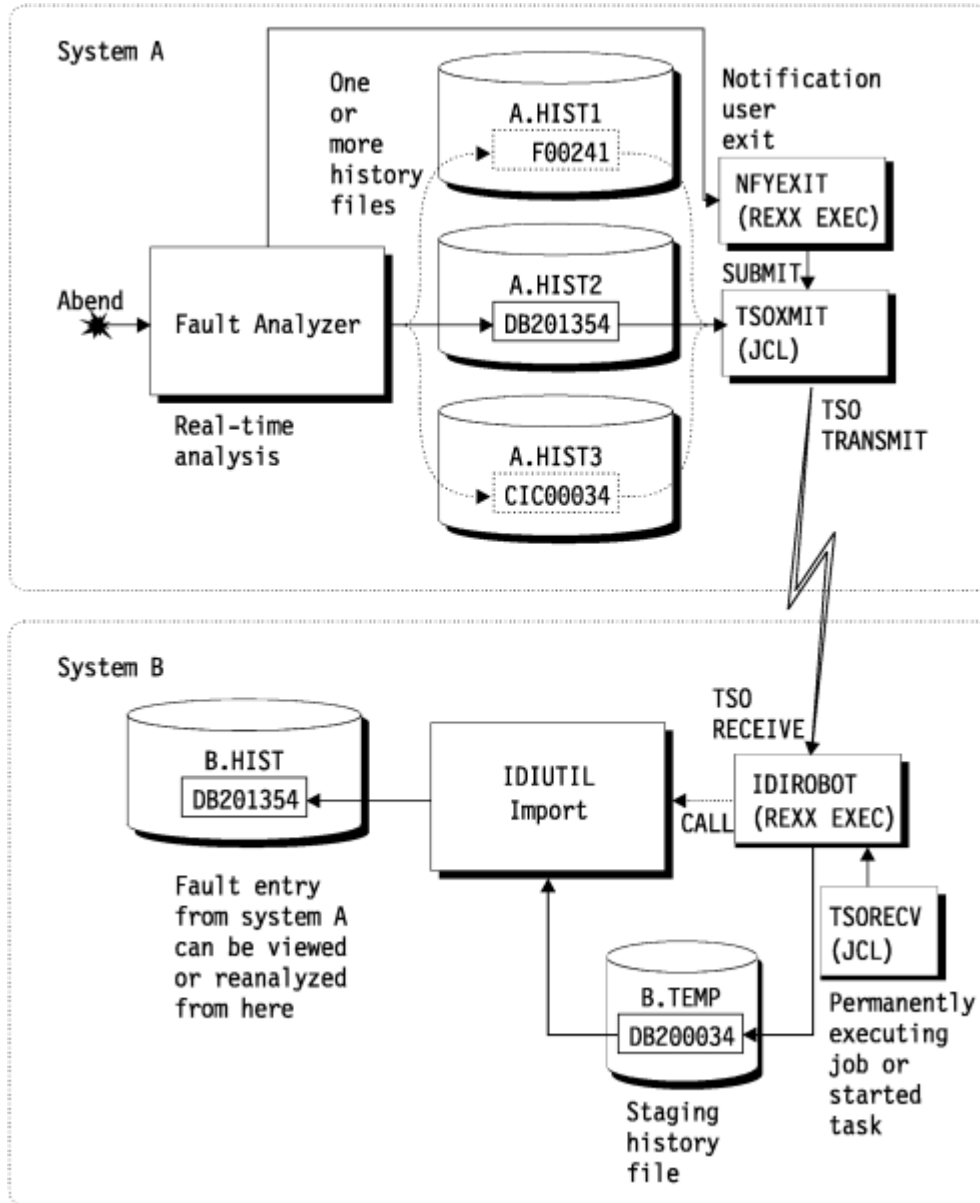 System A
One
or
more
history
files
A.HIST1
F00241
Notification
user
exit
NFYEXIT
(REXX EXEC)
SUBMIT
Abend
Fault Analyzer
A.HIST2
DB201354
TSOXMIT
(JCL)
Real-time
analysis
A.HIST3
CIC00034
TSO
TRANSMIT
System B
TSO
RECEIVE
B.HIST
DB201354
IDIUTIL
Import
CALL
IDIROBOT
(REXX EXEC)
Fault entry
from system A
can be viewed
or reanalyzed
from here
TSORECV
(JCL)
B.TEMP
DB200034
Permanently
executing
job or
started
task
Staging
history
file